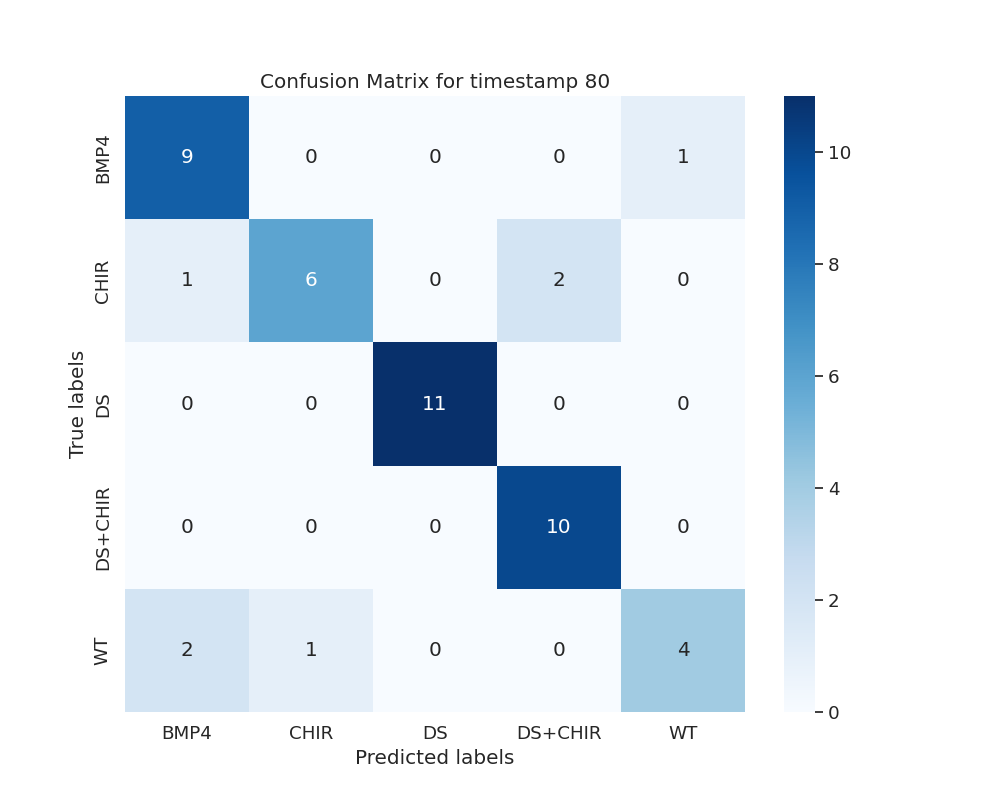 Confusion Matrix for timestamp 80
True labels
BMP4 9 0 0 0 1
CHIR 1 6 0 2 0
DS 0 0 11 0 0
DS+CHIR 0 0 0 10 0
WT 2 1 0 0 4
BMP4 CHIR DS DS+CHIR WT
Predicted labels
10
8
6
4
2
0